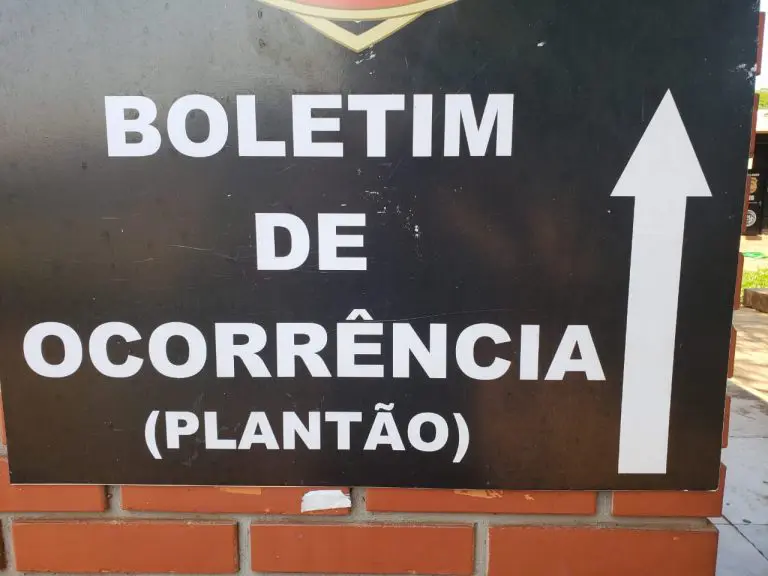 BOLETIM
DE
OCORRÊNCIA
(PLANTÃO)